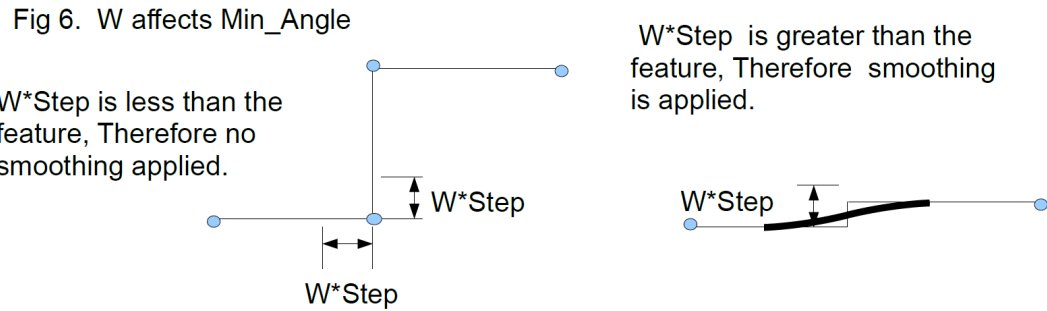 Fig 6.  W affects Min_Angle
W*Step is less than the
feature, Therefore no
smoothing applied.
W*Step
W*Step
W*Step  is greater than the
feature, Therefore  smoothing
is applied.
W*Step